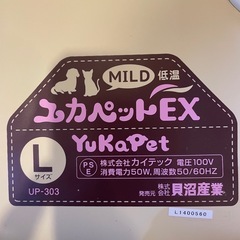 MILD 低温
ユカペットEX
YuKaPet
L
サイズ
UP-303
PSE
株式会社カイテック 電圧100V
消費電力50W、周波数50/60HZ
発売元 株式会社 貝沼産業
L1400560